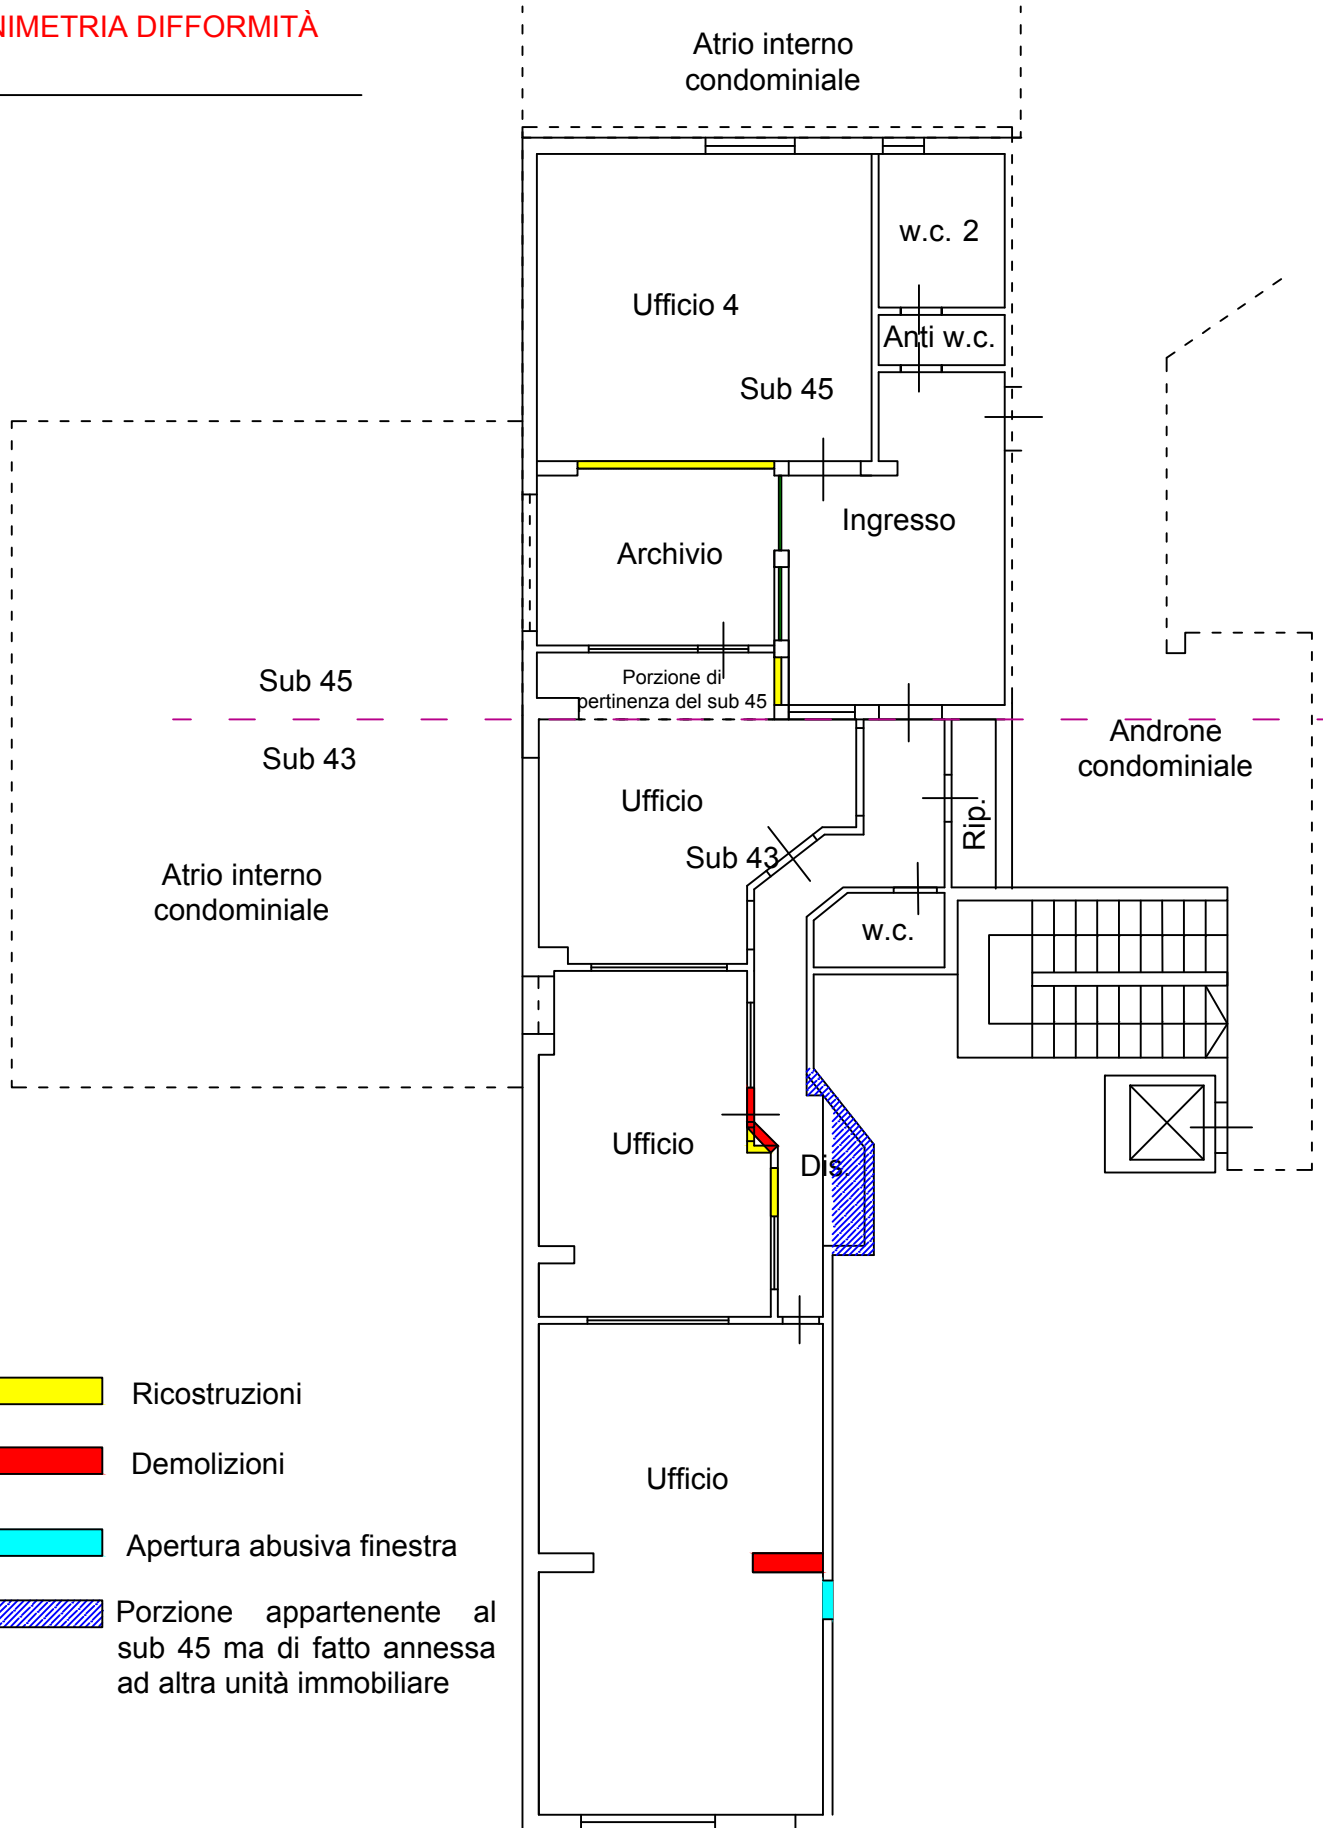 NIMETRIA DIFFORMITÀ
Atrio interno
condominiale
w.c. 2
Ufficio 4
Anti w.c.
Sub 45
Ingresso
Archivio
Porzione di
pertinenza del sub 45
Sub 45
Sub 43
Androne
condominiale
Ufficio
Rip.
Sub 43
Atrio interno
condominiale
w.c.
Ufficio
Dis.
Ricostruzioni
Demolizioni
Ufficio
Apertura abusiva finestra
Porzione appartenente al
sub 45 ma di fatto annessa
ad altra unità immobiliare